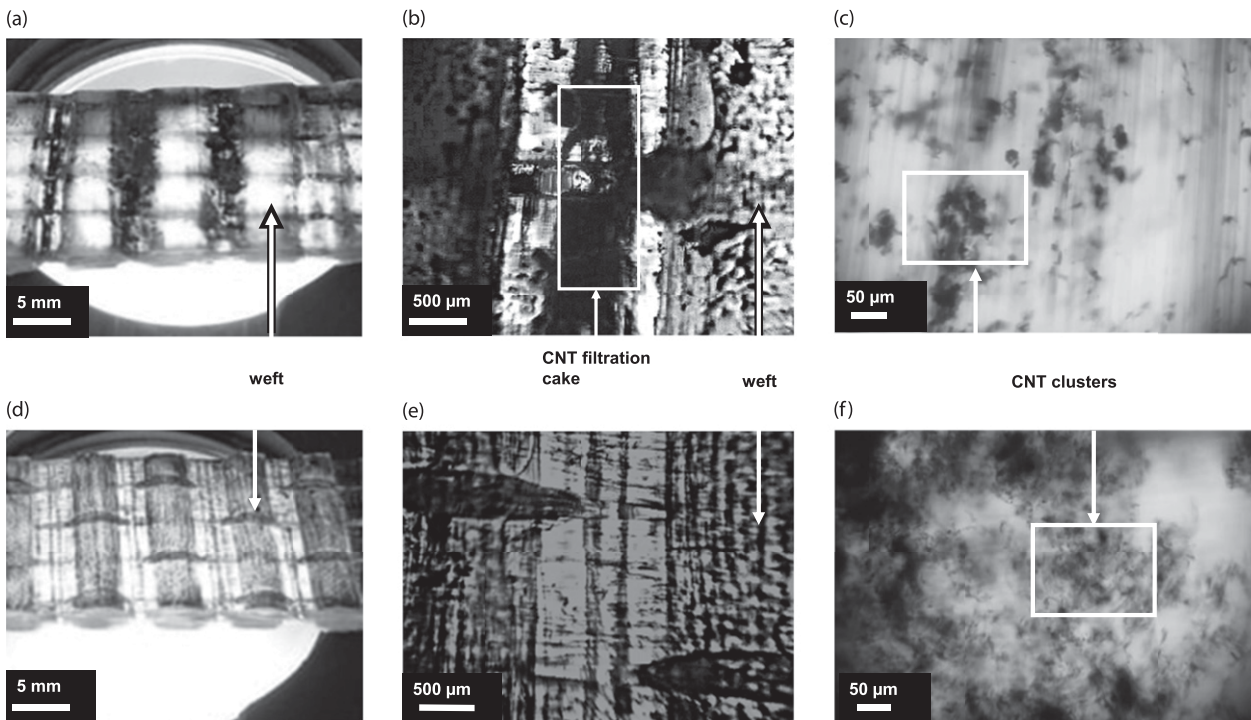 (a)
(b)
(c)
5 mm
500 µm
50 µm
weft
CNT filtration
cake
weft
CNT clusters
(d)
(e)
(f)
5 mm
500 µm
50 µm